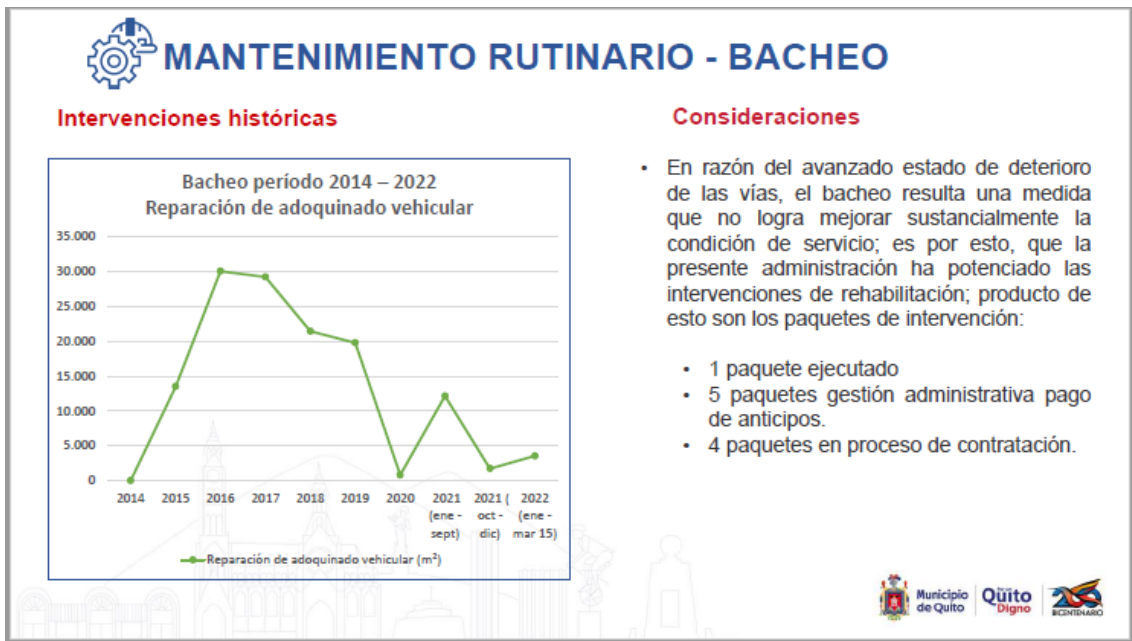 MANTENIMIENTO RUTINARIO - BACHEO
Intervenciones históricas
Bacheo período 2014 – 2022
Reparación de adoquinado vehicular
35.000
30.000
25.000
20.000
15.000
10.000
5.000
0
2014 2015 2016 2017 2018 2019 2020 2021 2021 ( 2022
(ene - oct - (ene -
sept) dic) mar 15)
Reparación de adoquinado vehicular (m²)
Consideraciones
• En razón del avanzado estado de deterioro
de las vías, el bacheo resulta una medida
que no logra mejorar sustancialmente la
condición de servicio; es por esto, que la
presente administración ha potenciado las
intervenciones de rehabilitación; producto de
esto son los paquetes de intervención:
• 1 paquete ejecutado
• 5 paquetes gestión administrativa pago
de anticipos.
• 4 paquetes en proceso de contratación.
Municipio
de Quito
Quito
Digno
BICENTENARIO